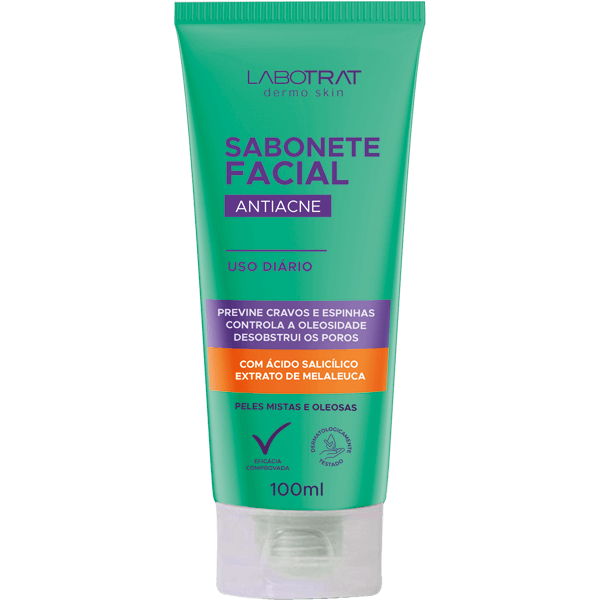 LABOTRAT
dermo skin
SABONETE
FACIAL
ANTIACNE
USO DIÁRIO
PREVINE CRAVOS E ESPINHAS
CONTROLA A OLEOSIDADE
DESOBSTRUI OS POROS
COM ÁCIDO SALICÍLICO
EXTRATO DE MELALEUCA
PELES MISTAS E OLEOSAS
EFICÁCIA
COMPROVADA
DERMATOLOGICAMENTE
TESTADO
100ml